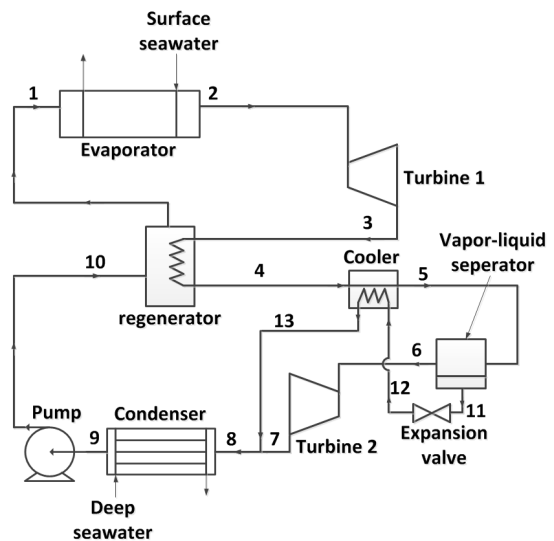 Surface
seawater
1
2
Evaporator
Turbine 1
3
Vapor-liquid
seperator
Cooler
10
4
5
regenerator
13
6
12
11
Pump
Condenser
9
8
7
Turbine 2
Expansion
valve
Deep
seawater